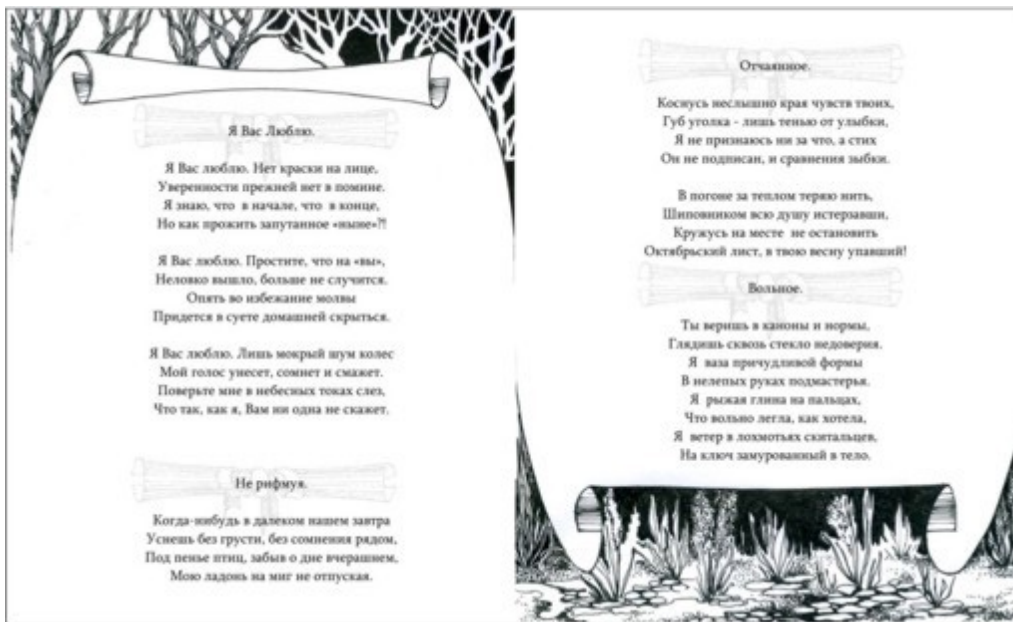 Я Вас Люблю.
Я Вас люблю. Нет краски на лице,
Уверенности прежней нет в помине.
Я знаю, что в начале, что в конце,
Но как прожить запутанное «ныне»?!
Я Вас люблю. Простите, что на «вы»,
Неловко вышло, больше не случится.
Опять во избежание молвы
Придется в суете домашней скрыться.
Я Вас люблю. Лишь мокрый шум колес
Мой голос унесет, сомнет и смажет.
Поверьте мне в небесных токах слез,
Что так, как я, Вам ни одна не скажет.
Не рифмуя.
Когда-нибудь в далеком нашем завтра
Уснешь без грусти, без сомнения рядом,
Под пенье птиц, забыв о дне вчерашнем,
Мою ладонь на миг не отпуская.
Отчаянное.
Коснусь неслышно края чувств твоих,
Губ уголка - лишь тенью от улыбки,
Я не признаюсь ни за что, а стих
Он не подписан, и сравнения зыбки.
В погоне за теплом теряю нить,
Шиповником всю душу истерзавши,
Кружусь на месте не остановить
Октябрьский лист, в твою весну упавший!
Вольное.
Ты веришь в каноны и нормы,
Глядишь сквозь стекло недоверия.
Я ваза причудливой формы
В нелепых руках подмастерья.
Я рыжая глина на пальцах,
Что вольно легла, как хотела,
Я ветер в лохмотьях скитальцев,
На ключ замурованный в тело.